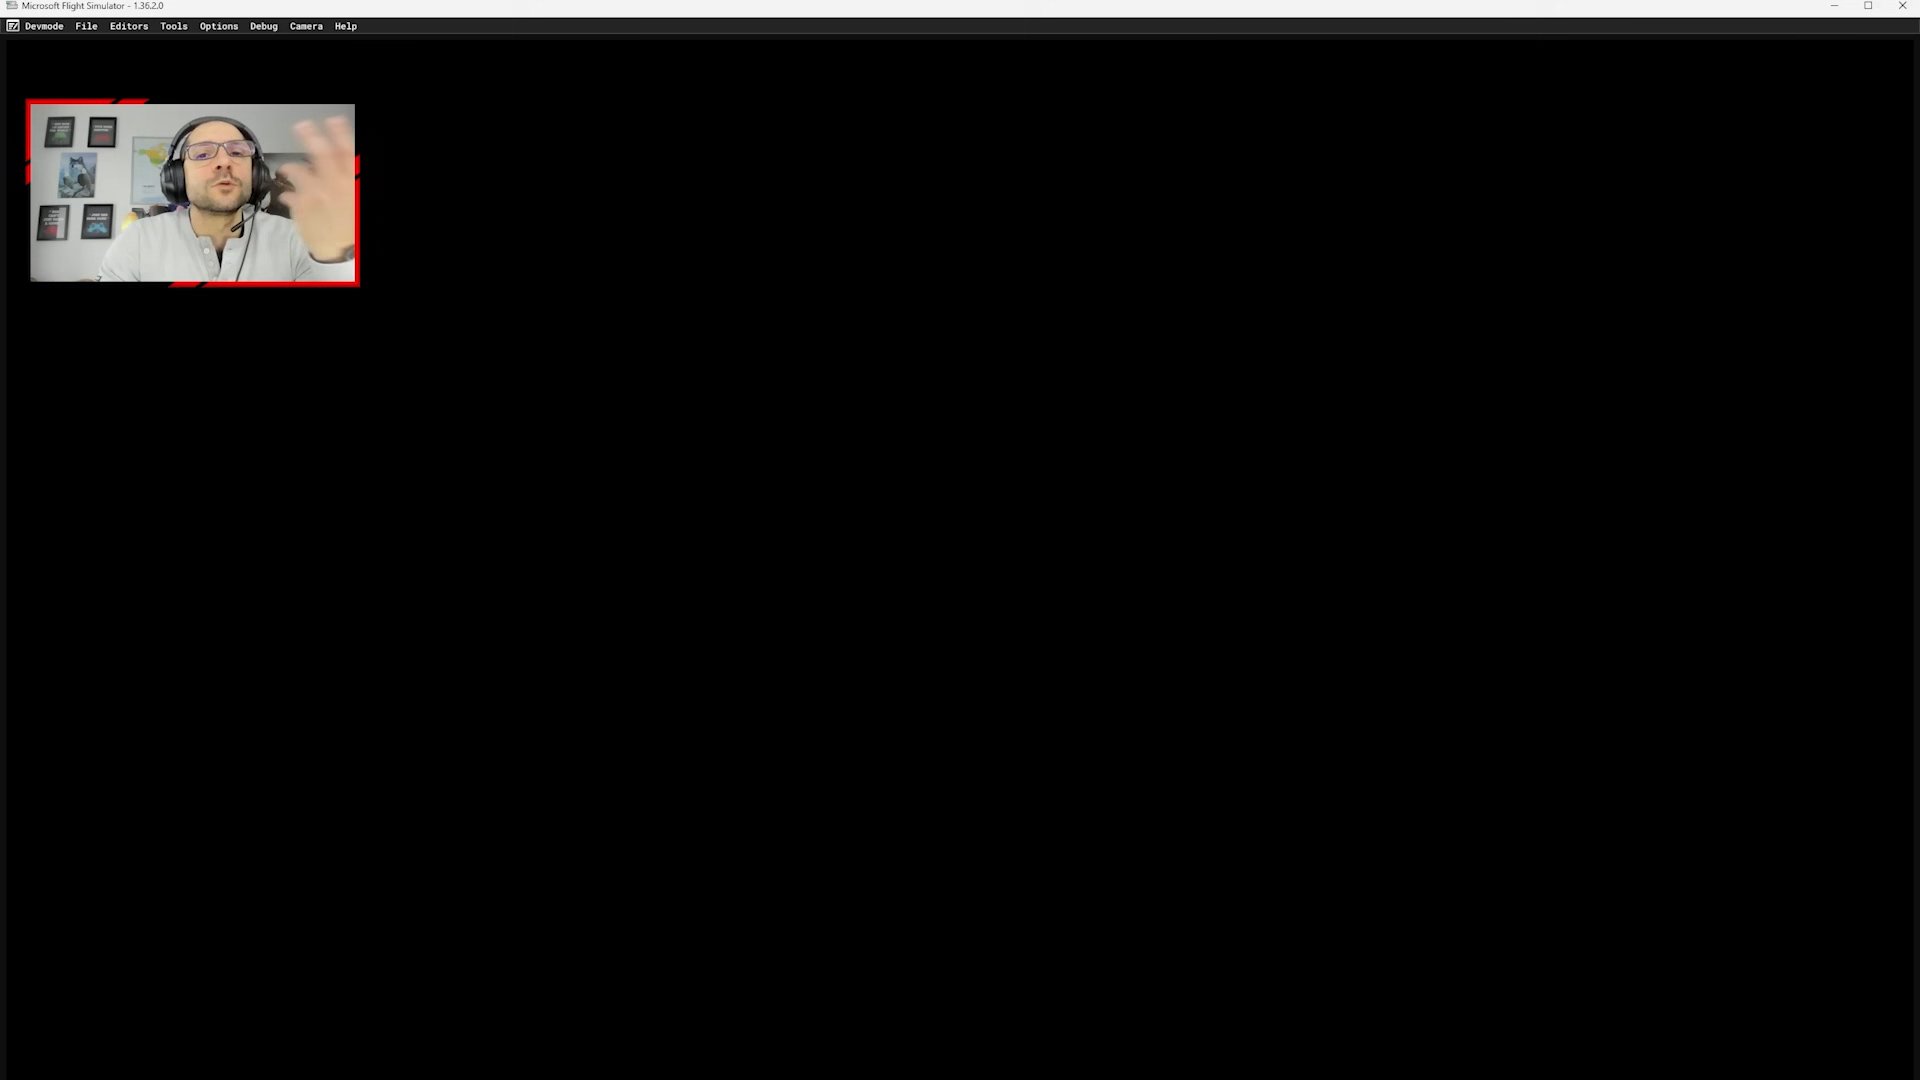 Microsoft Flight Simulator - 1.36.2.0
Devmode File Editors Tools Options Debug Camera Help